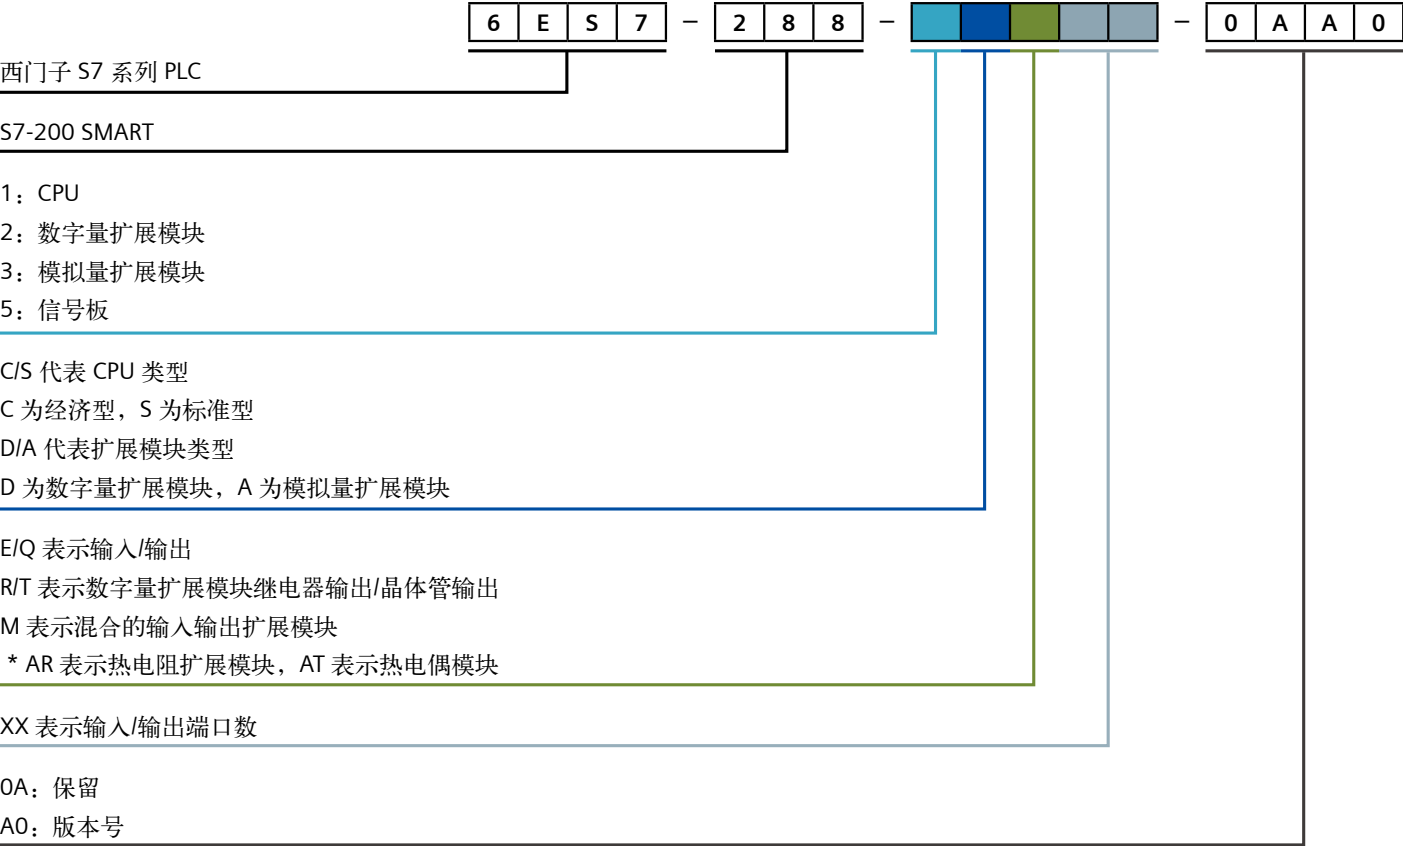 6ES7 – 288 –  – 0AA0
西门子 S7 系列 PLC
S7-200 SMART
1：CPU
2：数字量扩展模块
3：模拟量扩展模块
5：信号板
C/S 代表 CPU 类型
C 为经济型，S 为标准型
D/A 代表扩展模块类型
D 为数字量扩展模块，A 为模拟量扩展模块
E/Q 表示输入/输出
R/T 表示数字量扩展模块继电器输出/晶体管输出
M 表示混合的输入输出扩展模块
* AR 表示热电阻扩展模块，AT 表示热电偶模块
XX 表示输入/输出端口数
0A：保留
A0：版本号